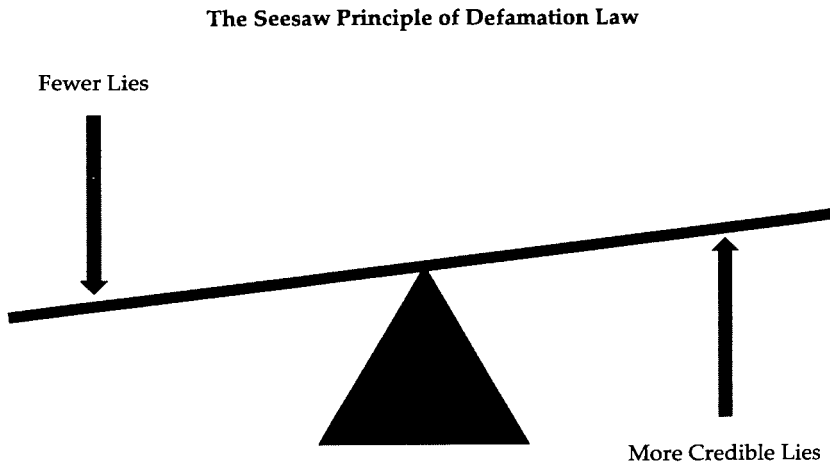 The Seesaw Principle of Defamation Law
Fewer Lies
More Credible Lies